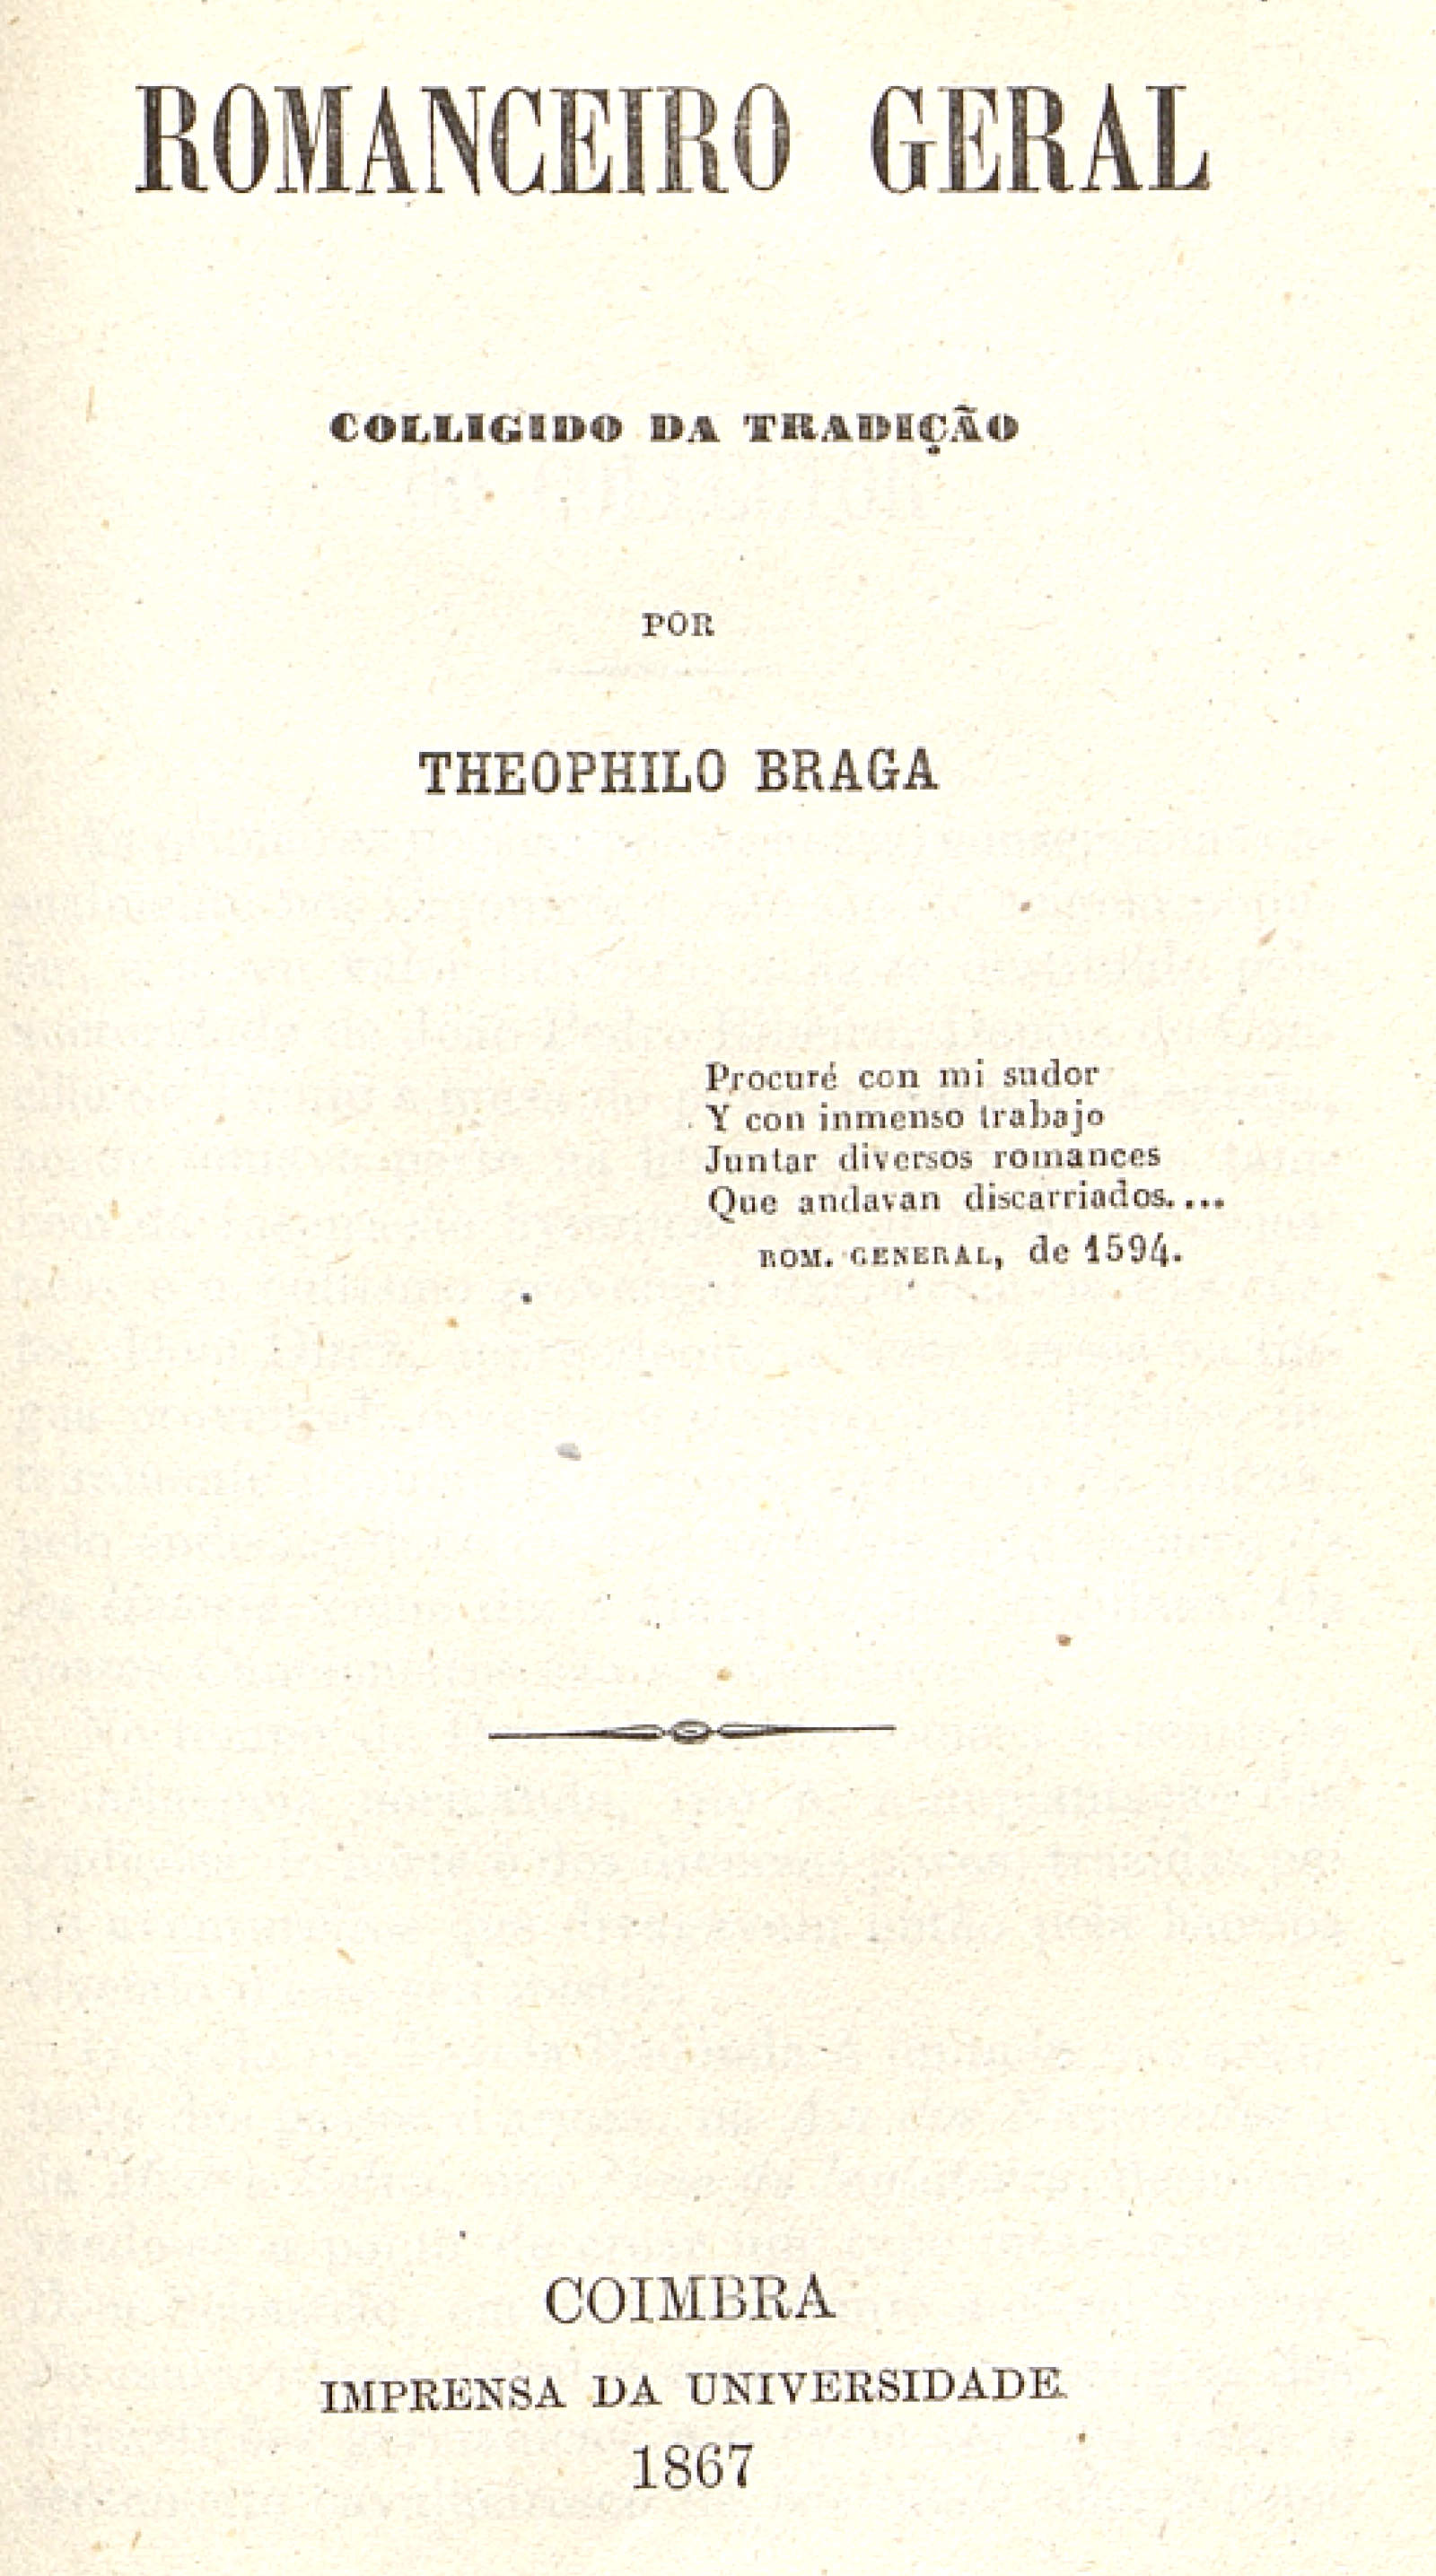 ROMANCEIRO GERAL
COLLIGIDO DA TRADIÇÃO
POR
THEOPHILO BRAGA
Procuré con mi sudor
Y con inmenso trabajo
Juntar diversos romances
Que andavan discarriados....
ROM. GENERAL, de 1594.
COIMBRA
IMPRENSA DA UNIVERSIDADE
1867